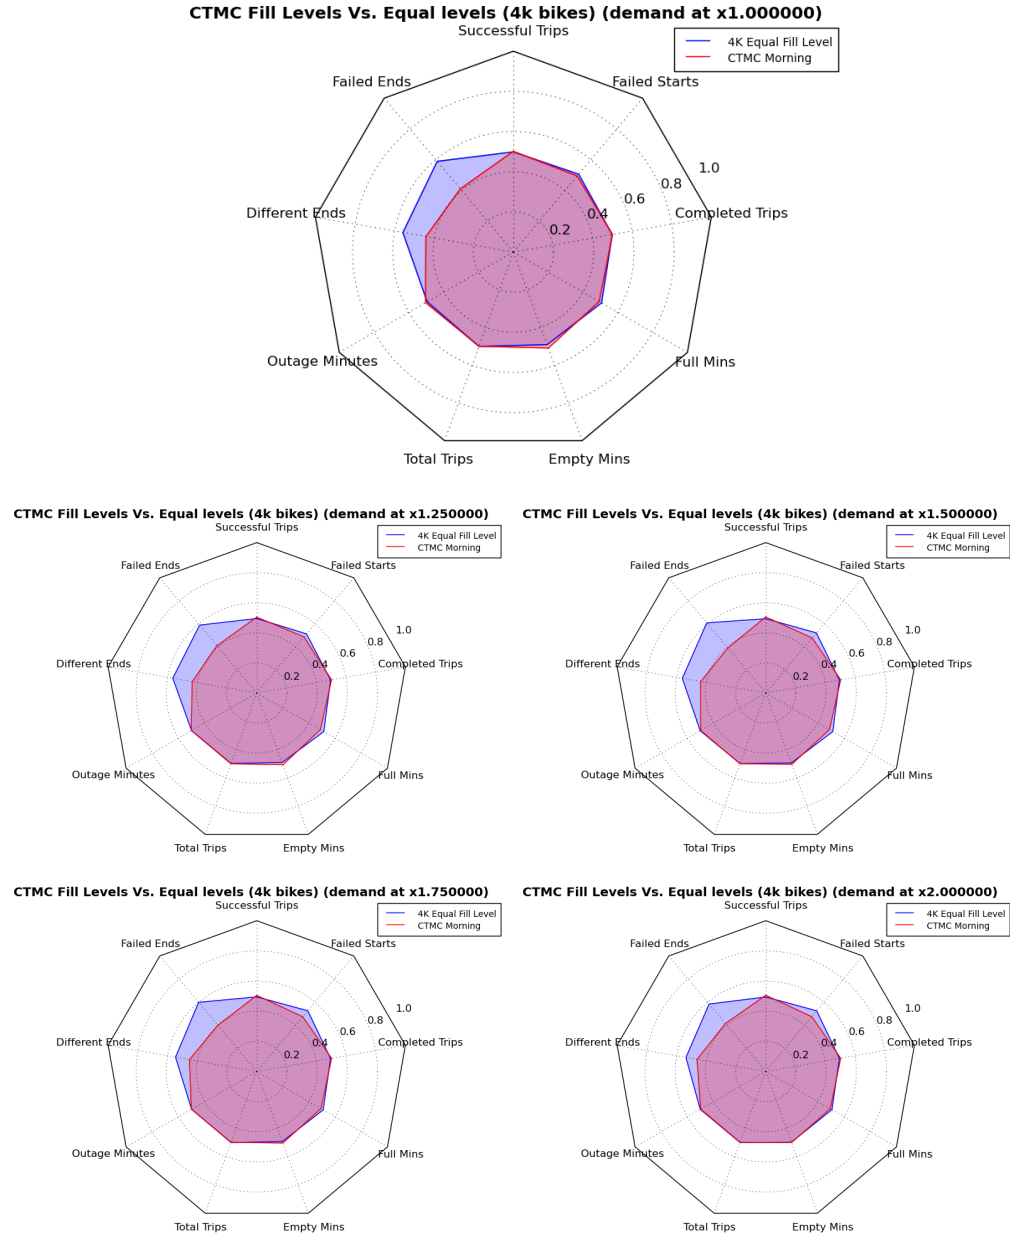 CTMC Fill Levels Vs. Equal levels (4k bikes) (demand at x1.000000)
Successful Trips
4K Equal Fill Level
CTMC Morning
Failed Ends
Failed Starts
1.0
0.8
0.6
0.4
0.2
Different Ends
Completed Trips
Outage Minutes
Full Mins
Total Trips
Empty Mins
CTMC Fill Levels Vs. Equal levels (4k bikes) (demand at x1.250000)
Successful Trips
4K Equal Fill Level
CTMC Morning
Failed Ends
Failed Starts
1.0
0.8
0.6
0.4
0.2
Different Ends
Completed Trips
Outage Minutes
Full Mins
Total Trips
Empty Mins
CTMC Fill Levels Vs. Equal levels (4k bikes) (demand at x1.500000)
Successful Trips
4K Equal Fill Level
CTMC Morning
Failed Ends
Failed Starts
1.0
0.8
0.6
0.4
0.2
Different Ends
Completed Trips
Outage Minutes
Full Mins
Total Trips
Empty Mins
CTMC Fill Levels Vs. Equal levels (4k bikes) (demand at x1.750000)
Successful Trips
4K Equal Fill Level
CTMC Morning
Failed Ends
Failed Starts
1.0
0.8
0.6
0.4
0.2
Different Ends
Completed Trips
Outage Minutes
Full Mins
Total Trips
Empty Mins
CTMC Fill Levels Vs. Equal levels (4k bikes) (demand at x2.000000)
Successful Trips
4K Equal Fill Level
CTMC Morning
Failed Ends
Failed Starts
1.0
0.8
0.6
0.4
0.2
Different Ends
Completed Trips
Outage Minutes
Full Mins
Total Trips
Empty Mins